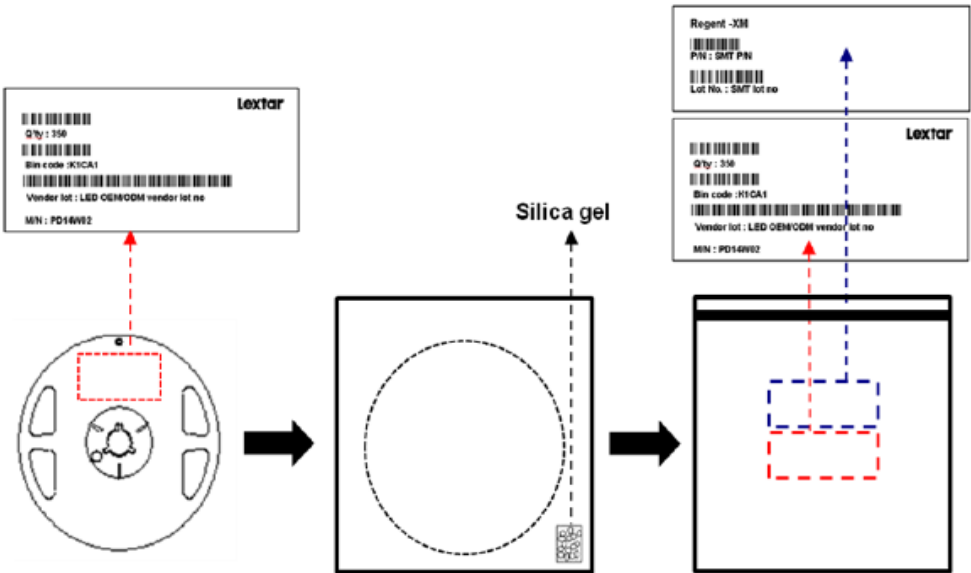 Lextar
Q'ty : 350
Bin code :K1CA1
Vendor lot : LED OEM/ODM vendor lot no
M/N : PD14W02
Silica gel
Regent -XM
P/N : SMT P/N
Lot No. : SMT lot no
Lextar
Q'ty : 350
Bin code :K1CA1
Vendor lot : LED OEM/ODM vendor lot no
M/N : PD14W02